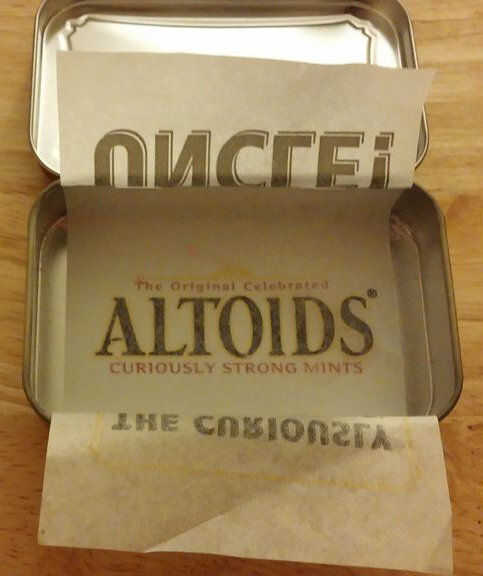 UNCLE!
The Original Celebrated
ALTOIDS®
CURIOUSLY STRONG MINTS
THE CURIOUSLY